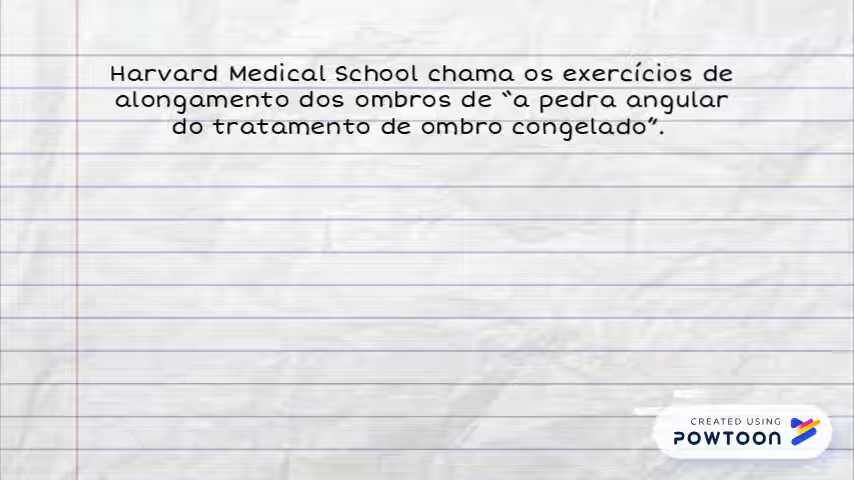 Harvard Medical School chama os exercícios de
alongamento dos ombros de “a pedra angular
do tratamento de ombro congelado”.
CREATED USING
POWTOON